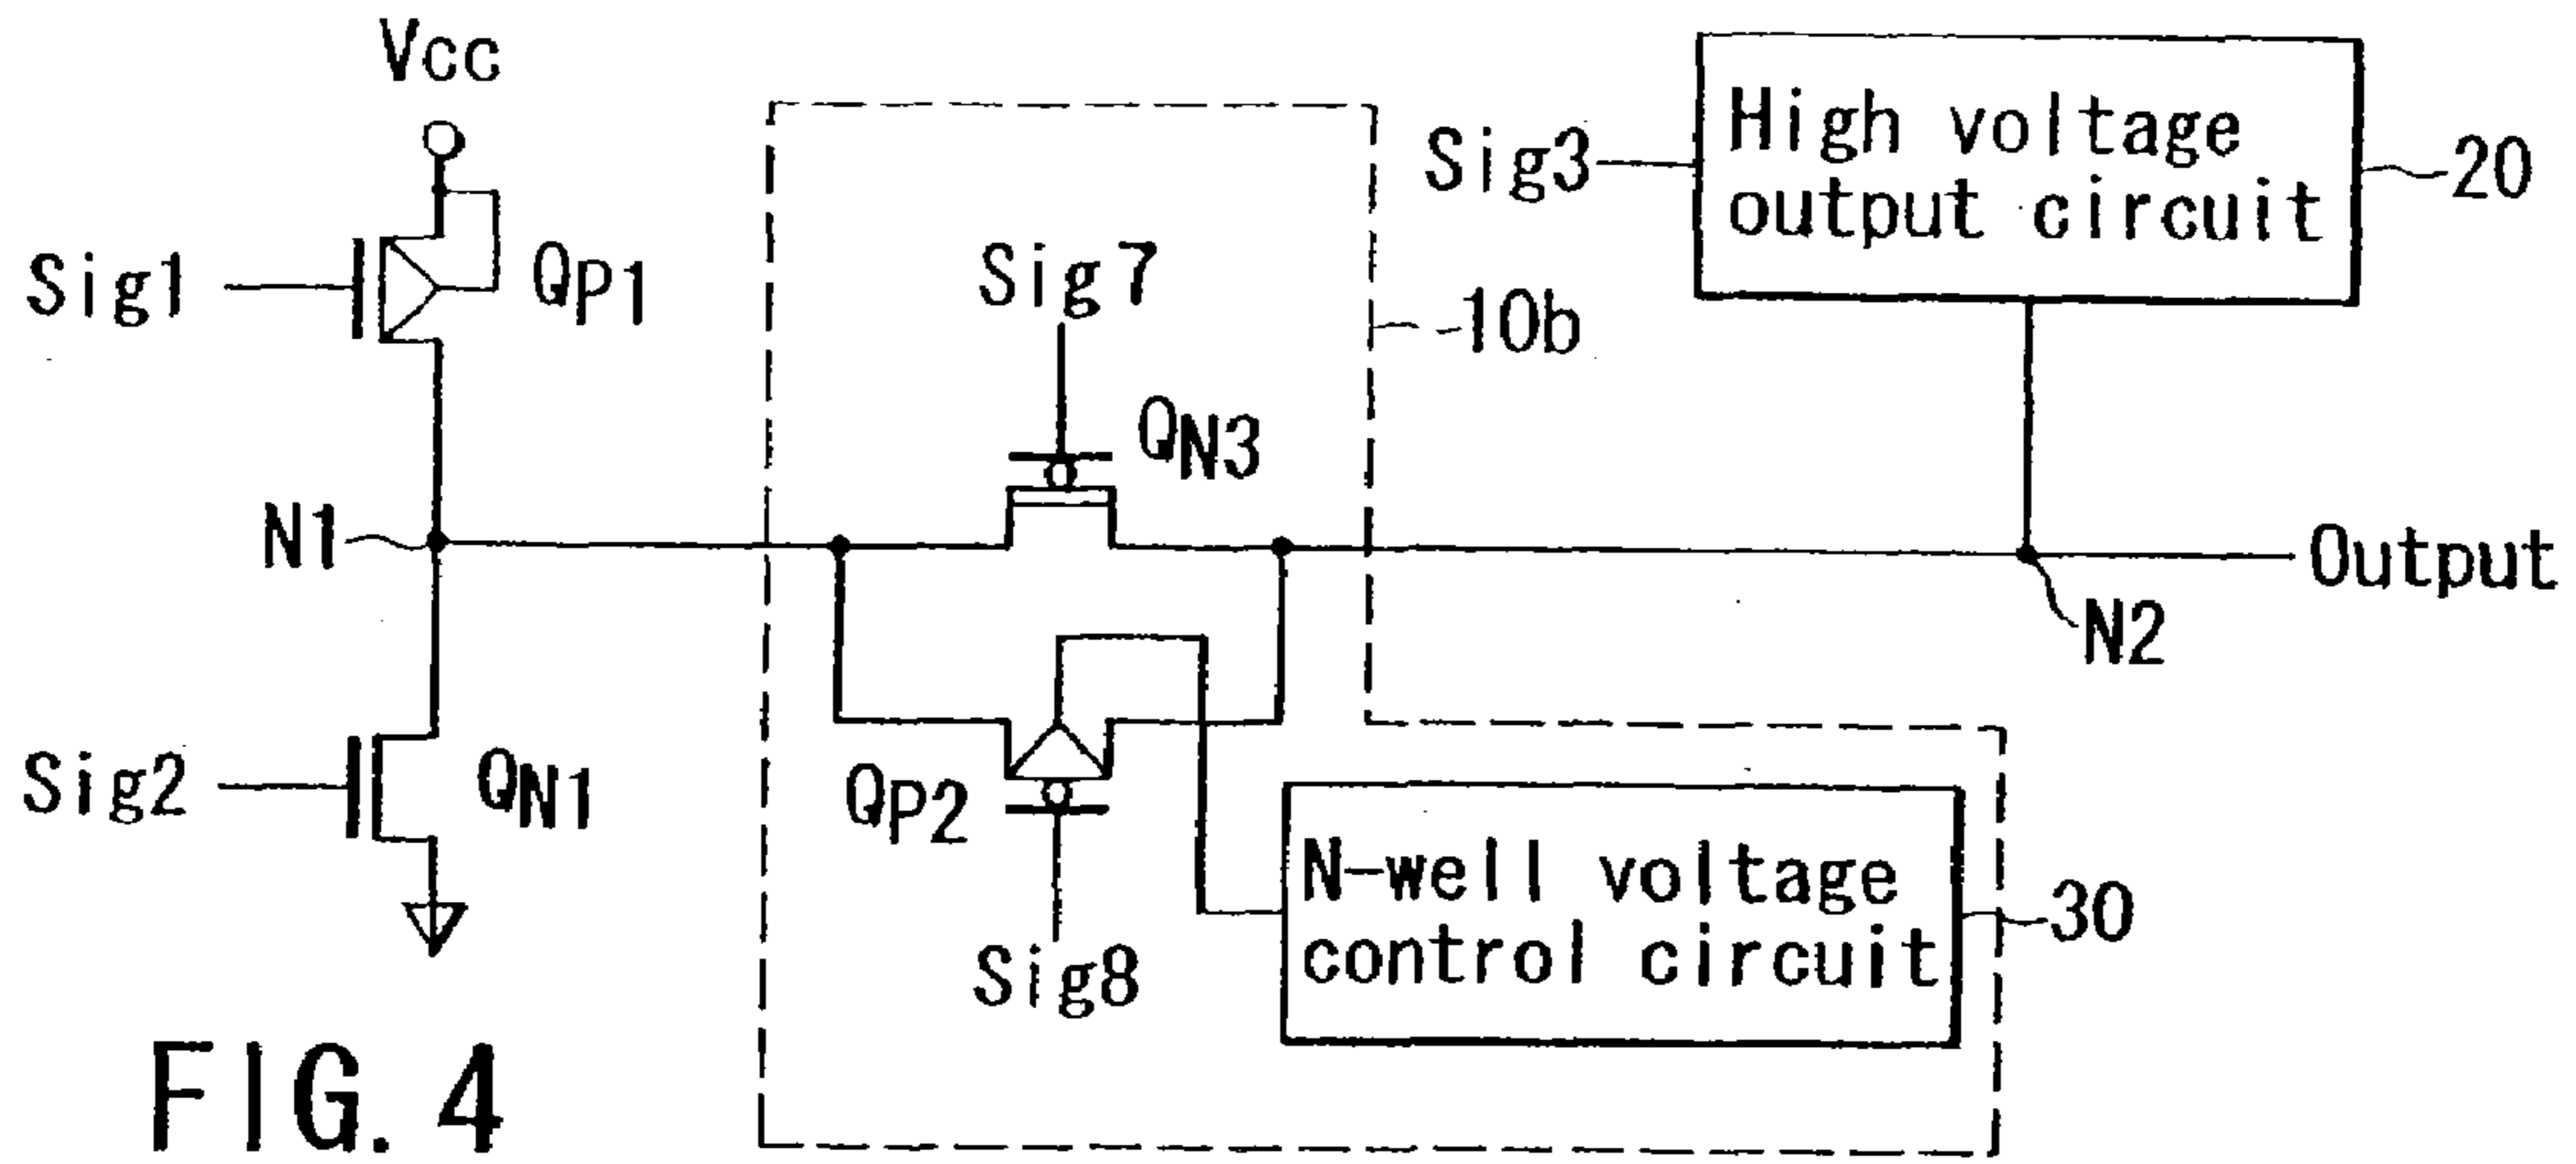 Vcc
Sig1
QP1
N1
Sig2
QN1
Sig7
QN3
10b
Sig3
High voltage
output circuit
20
Output
N2
QP2
Sig8
N-well voltage
control circuit
30
FIG. 4